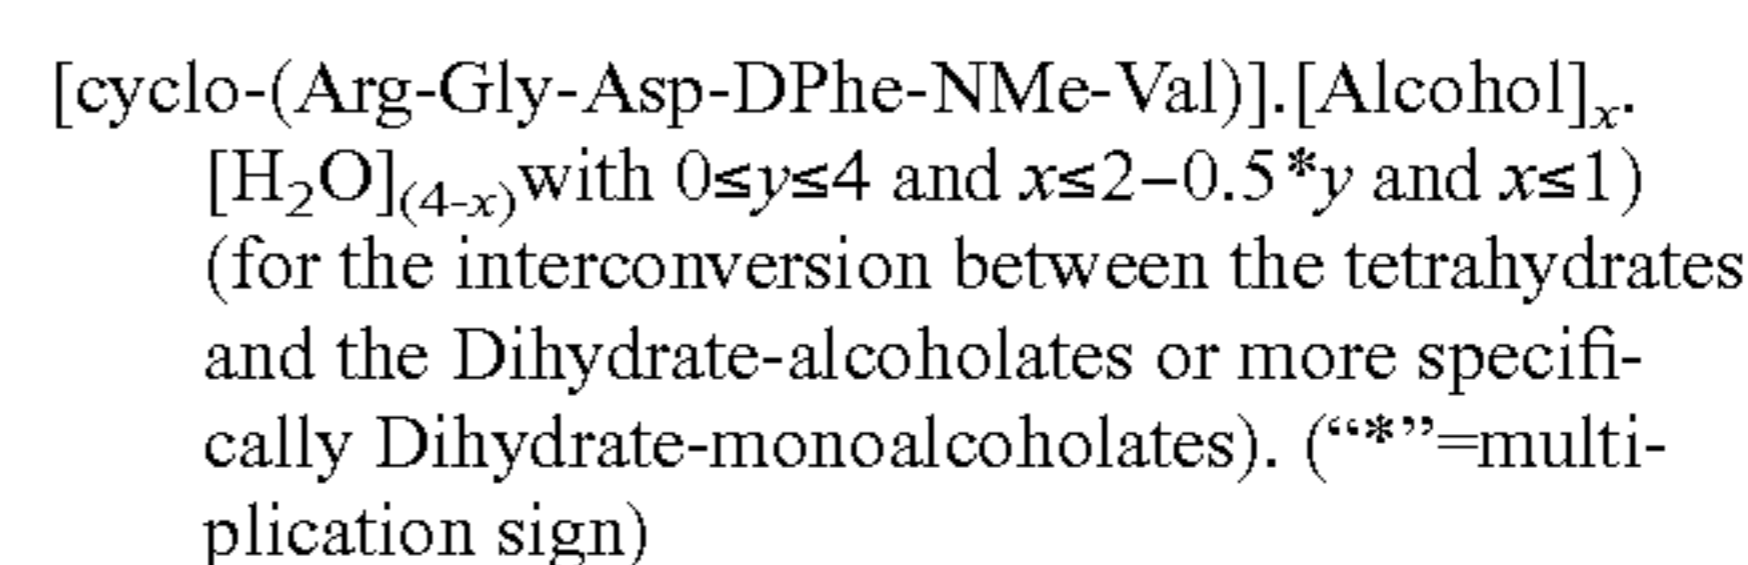 [cyclo-(Arg-Gly-Asp-DPhe-NMe-Val)].[Alcohol]ₓ.
[H₂O]₍₄₋ₓ₎with 0≤y≤4 and x≤2−0.5*y and x≤1)
(for the interconversion between the tetrahydrates
and the Dihydrate-alcoholates or more specifi-
cally Dihydrate-monoalcoholates). (“*”=multi-
plication sign)